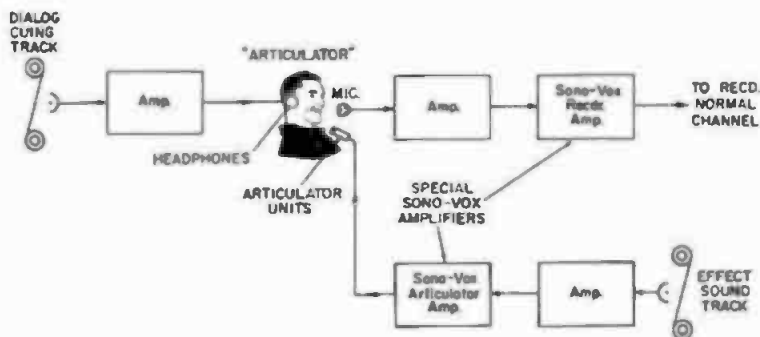 DIALOG
CUING
TRACK
Amp.
"ARTICULATOR"
HEADPHONES
MIC.
ARTICULATOR
UNITS
Amp.
Sono-Vox
Recdg.
Amp.
TO RECD.
NORMAL
CHANNEL
SPECIAL
SONO-VOX
AMPLIFIERS
Sono-Vox
Articulator
Amp.
Amp.
EFFECT
SOUND
TRACK